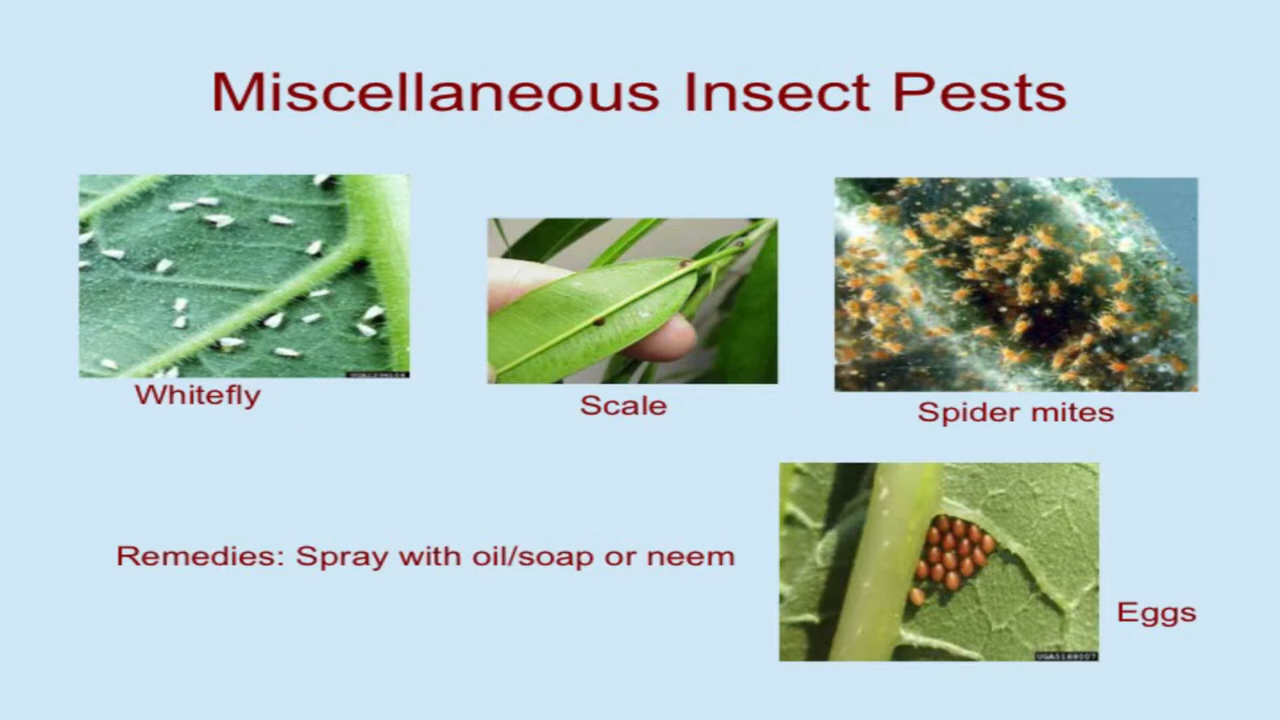 Miscellaneous Insect Pests
Whitefly
Scale
Spider mites
Remedies: Spray with oil/soap or neem
Eggs